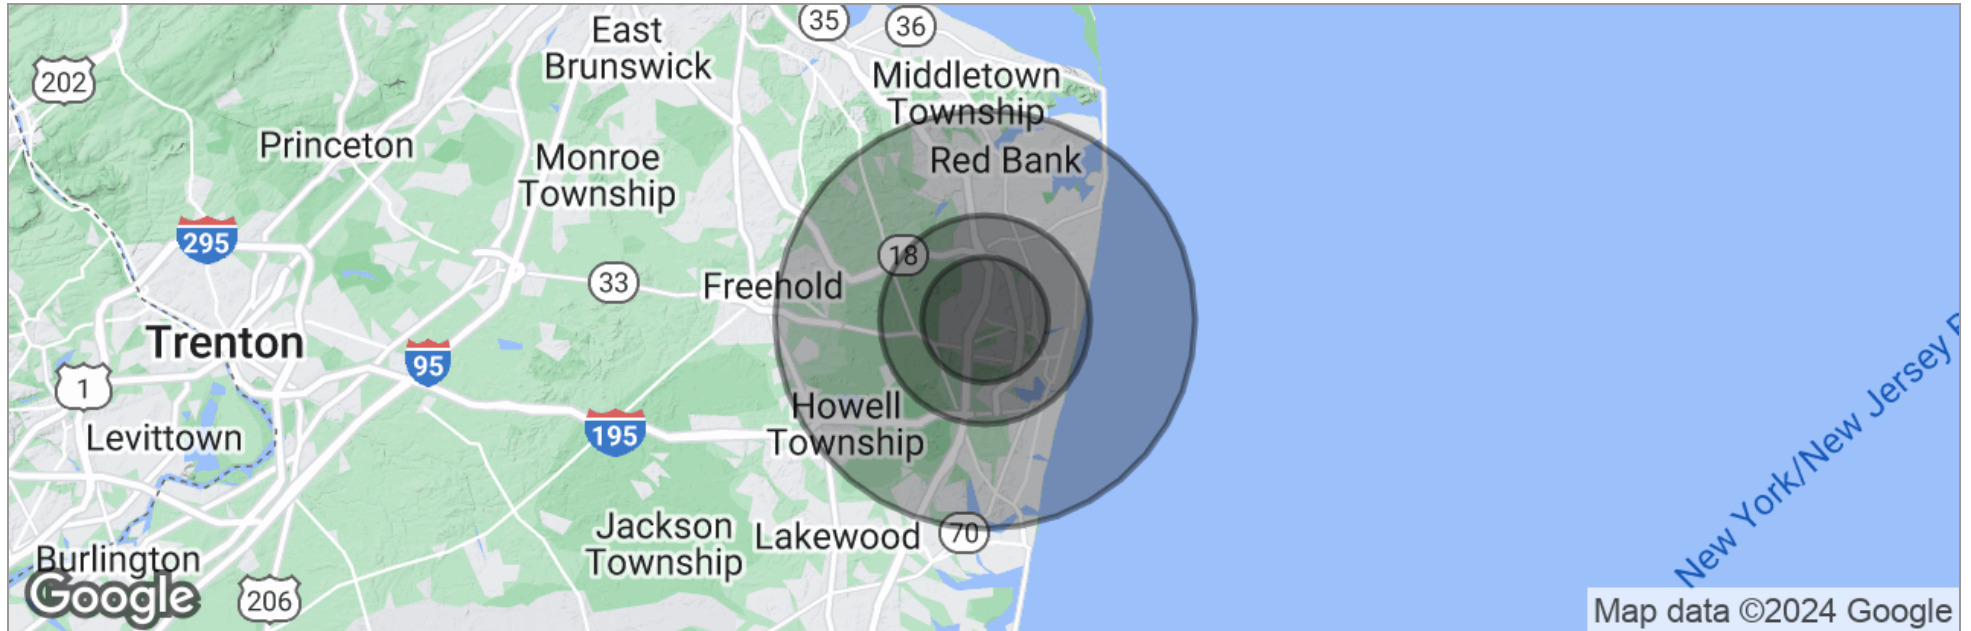 35
36
East
Brunswick
202
Middletown
Township
Princeton
Monroe
Township
Red Bank
295
18
33
Freehold
Trenton
95
1
Howell
Township
195
Levittown
Jackson
Township
Lakewood
70
Burlington
Google
206
New York/New Jersey
Map data ©2024 Google